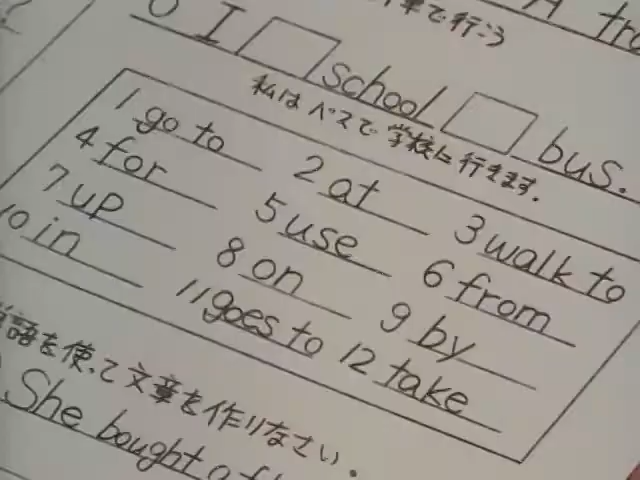 で行う
I □ school □ bus.
私はバスで学校に行きます。
1 go to 2 at 3 walk to
4 for 5 use 6 from
7 up 8 on 9 by
10 in 11 goes to 12 take
語を使って文章を作りなさい。
She bought a